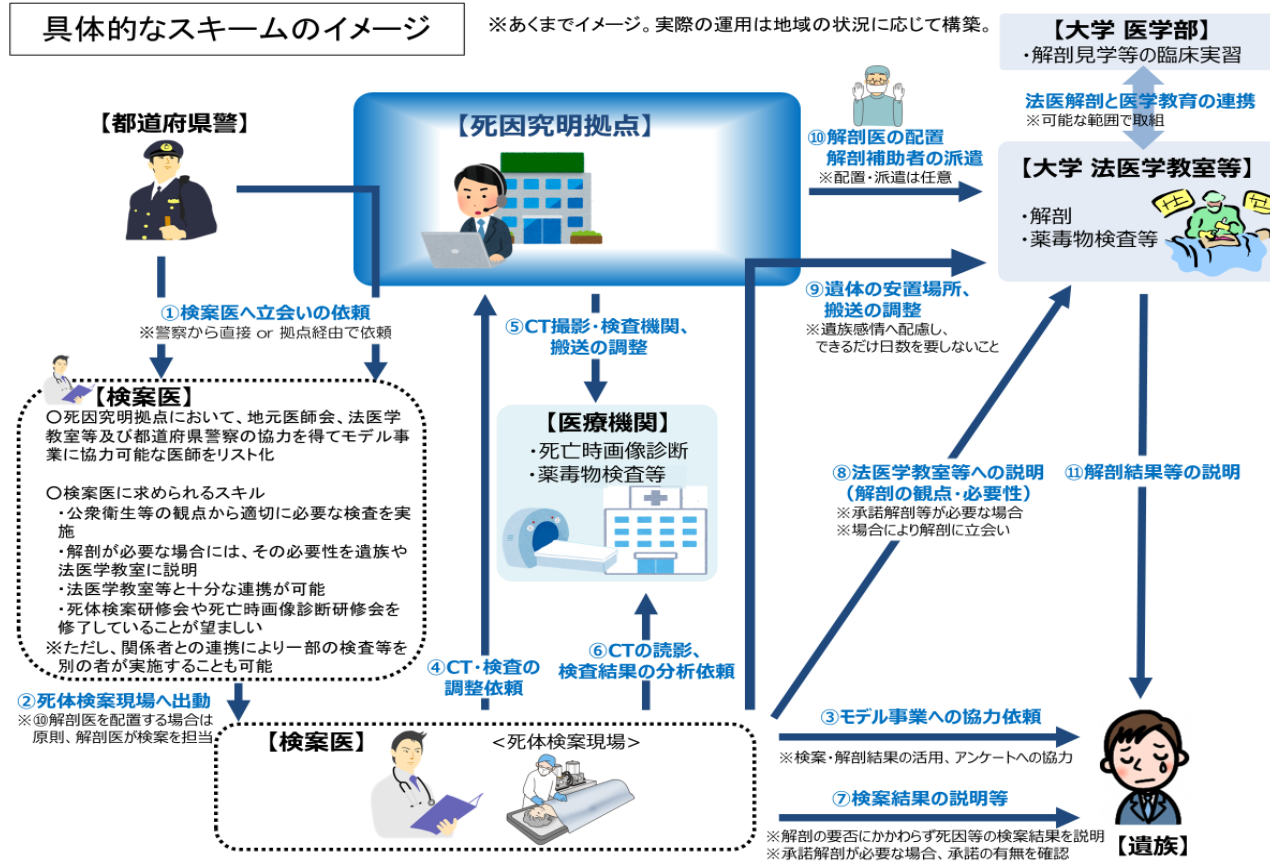 具体的なスキームのイメージ
※あくまでイメージ。実際の運用は地域の状況に応じて構築。
【大学 医学部】
・解剖見学等の臨床実習
法医解剖と医学教育の連携
※可能な範囲で取組
【都道府県警】
【死因究明拠点】
⑩解剖医の配置
解剖補助者の派遣
※配置・派遣は任意
【大学 法医学教室等】
・解剖
・薬毒物検査等
①検案医へ立会いの依頼
※警察から直接 or 拠点経由で依頼
⑤CT撮影・検査機関、
搬送の調整
⑨遺体の安置場所、
搬送の調整
※遺族感情へ配慮し、
できるだけ日数を要しないこと
【検案医】
〇死因究明拠点において、地元医師会、法医学
教室等及び都道府県警察の協力を得てモデル事
業に協力可能な医師をリスト化
〇検案医に求められるスキル
・公衆衛生等の観点から適切に必要な検査を実
施
・解剖が必要な場合には、その必要性を遺族や
法医学教室に説明
・法医学教室等と十分な連携が可能
・死体検案研修会や死亡時画像診断研修会を
修了していることが望ましい
※ただし、関係者との連携により一部の検査等を
別の者が実施することも可能
【医療機関】
・死亡時画像診断
・薬毒物検査等
⑧法医学教室等への説明
（解剖の観点・必要性）
※承諾解剖等が必要な場合
※場合により解剖に立会い
⑪解剖結果等の説明
④CT・検査の
調整依頼
⑥CTの読影、
検査結果の分析依頼
②死体検案現場へ出動
※⑩解剖医を配置する場合は
原則、解剖医が検案を担当
【検案医】
<死体検案現場>
③モデル事業への協力依頼
※検案・解剖結果の活用、アンケートへの協力
⑦検案結果の説明等
※解剖の要否にかかわらず死因等の検案結果を説明
※承諾解剖が必要な場合、承諾の有無を確認
【遺族】